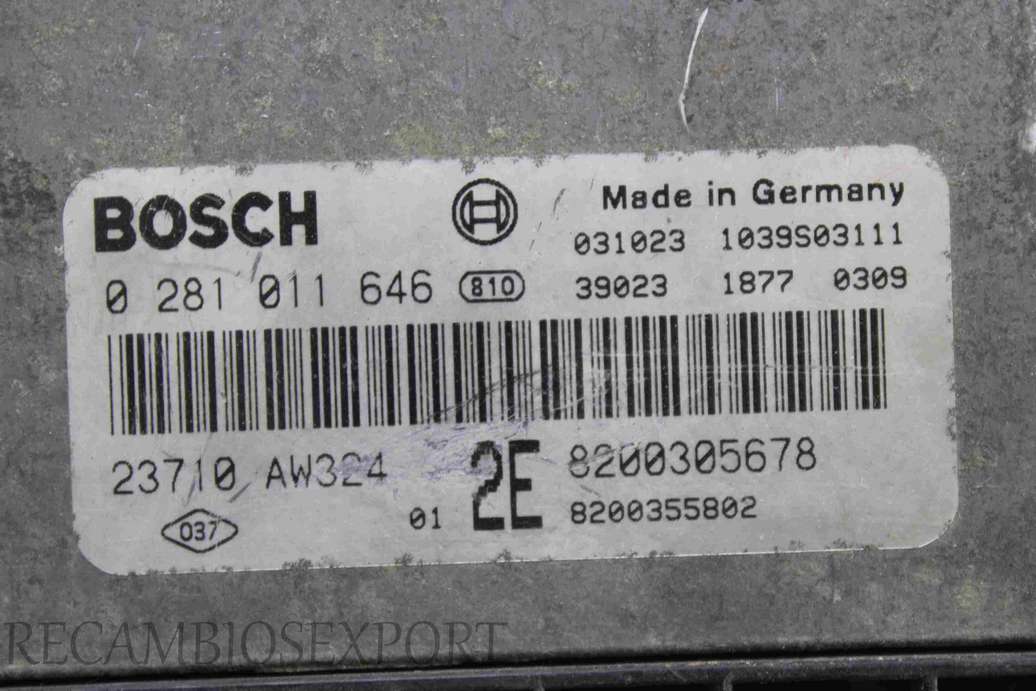 BOSCH
Made in Germany
031023 1039S03111
0 281 011 646 810
39023 1877 0309
23710 AW324
2E
8200305678
037
01
8200355802
RECAMBIOSEXPORT